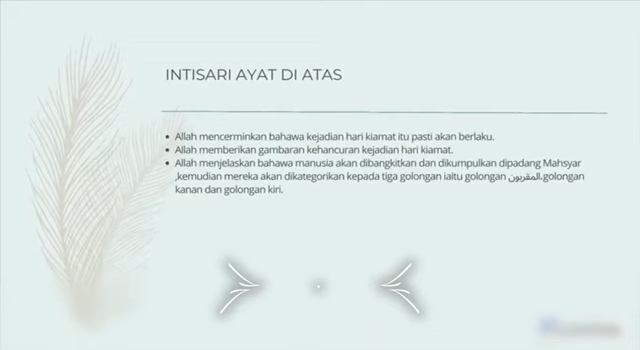 INTISARI AYAT DI ATAS
• Allah mencerminkan bahawa kejadian hari kiamat itu pasti akan berlaku.
• Allah memberikan gambaran kehancuran kejadian hari kiamat.
• Allah menjelaskan bahawa manusia akan dibangkitkan dan dikumpulkan dipadang Mahsyar
,kemudian mereka akan dikategorikan kepada tiga golongan iaitu golongan المقربون،golongan
kanan dan golongan kiri.